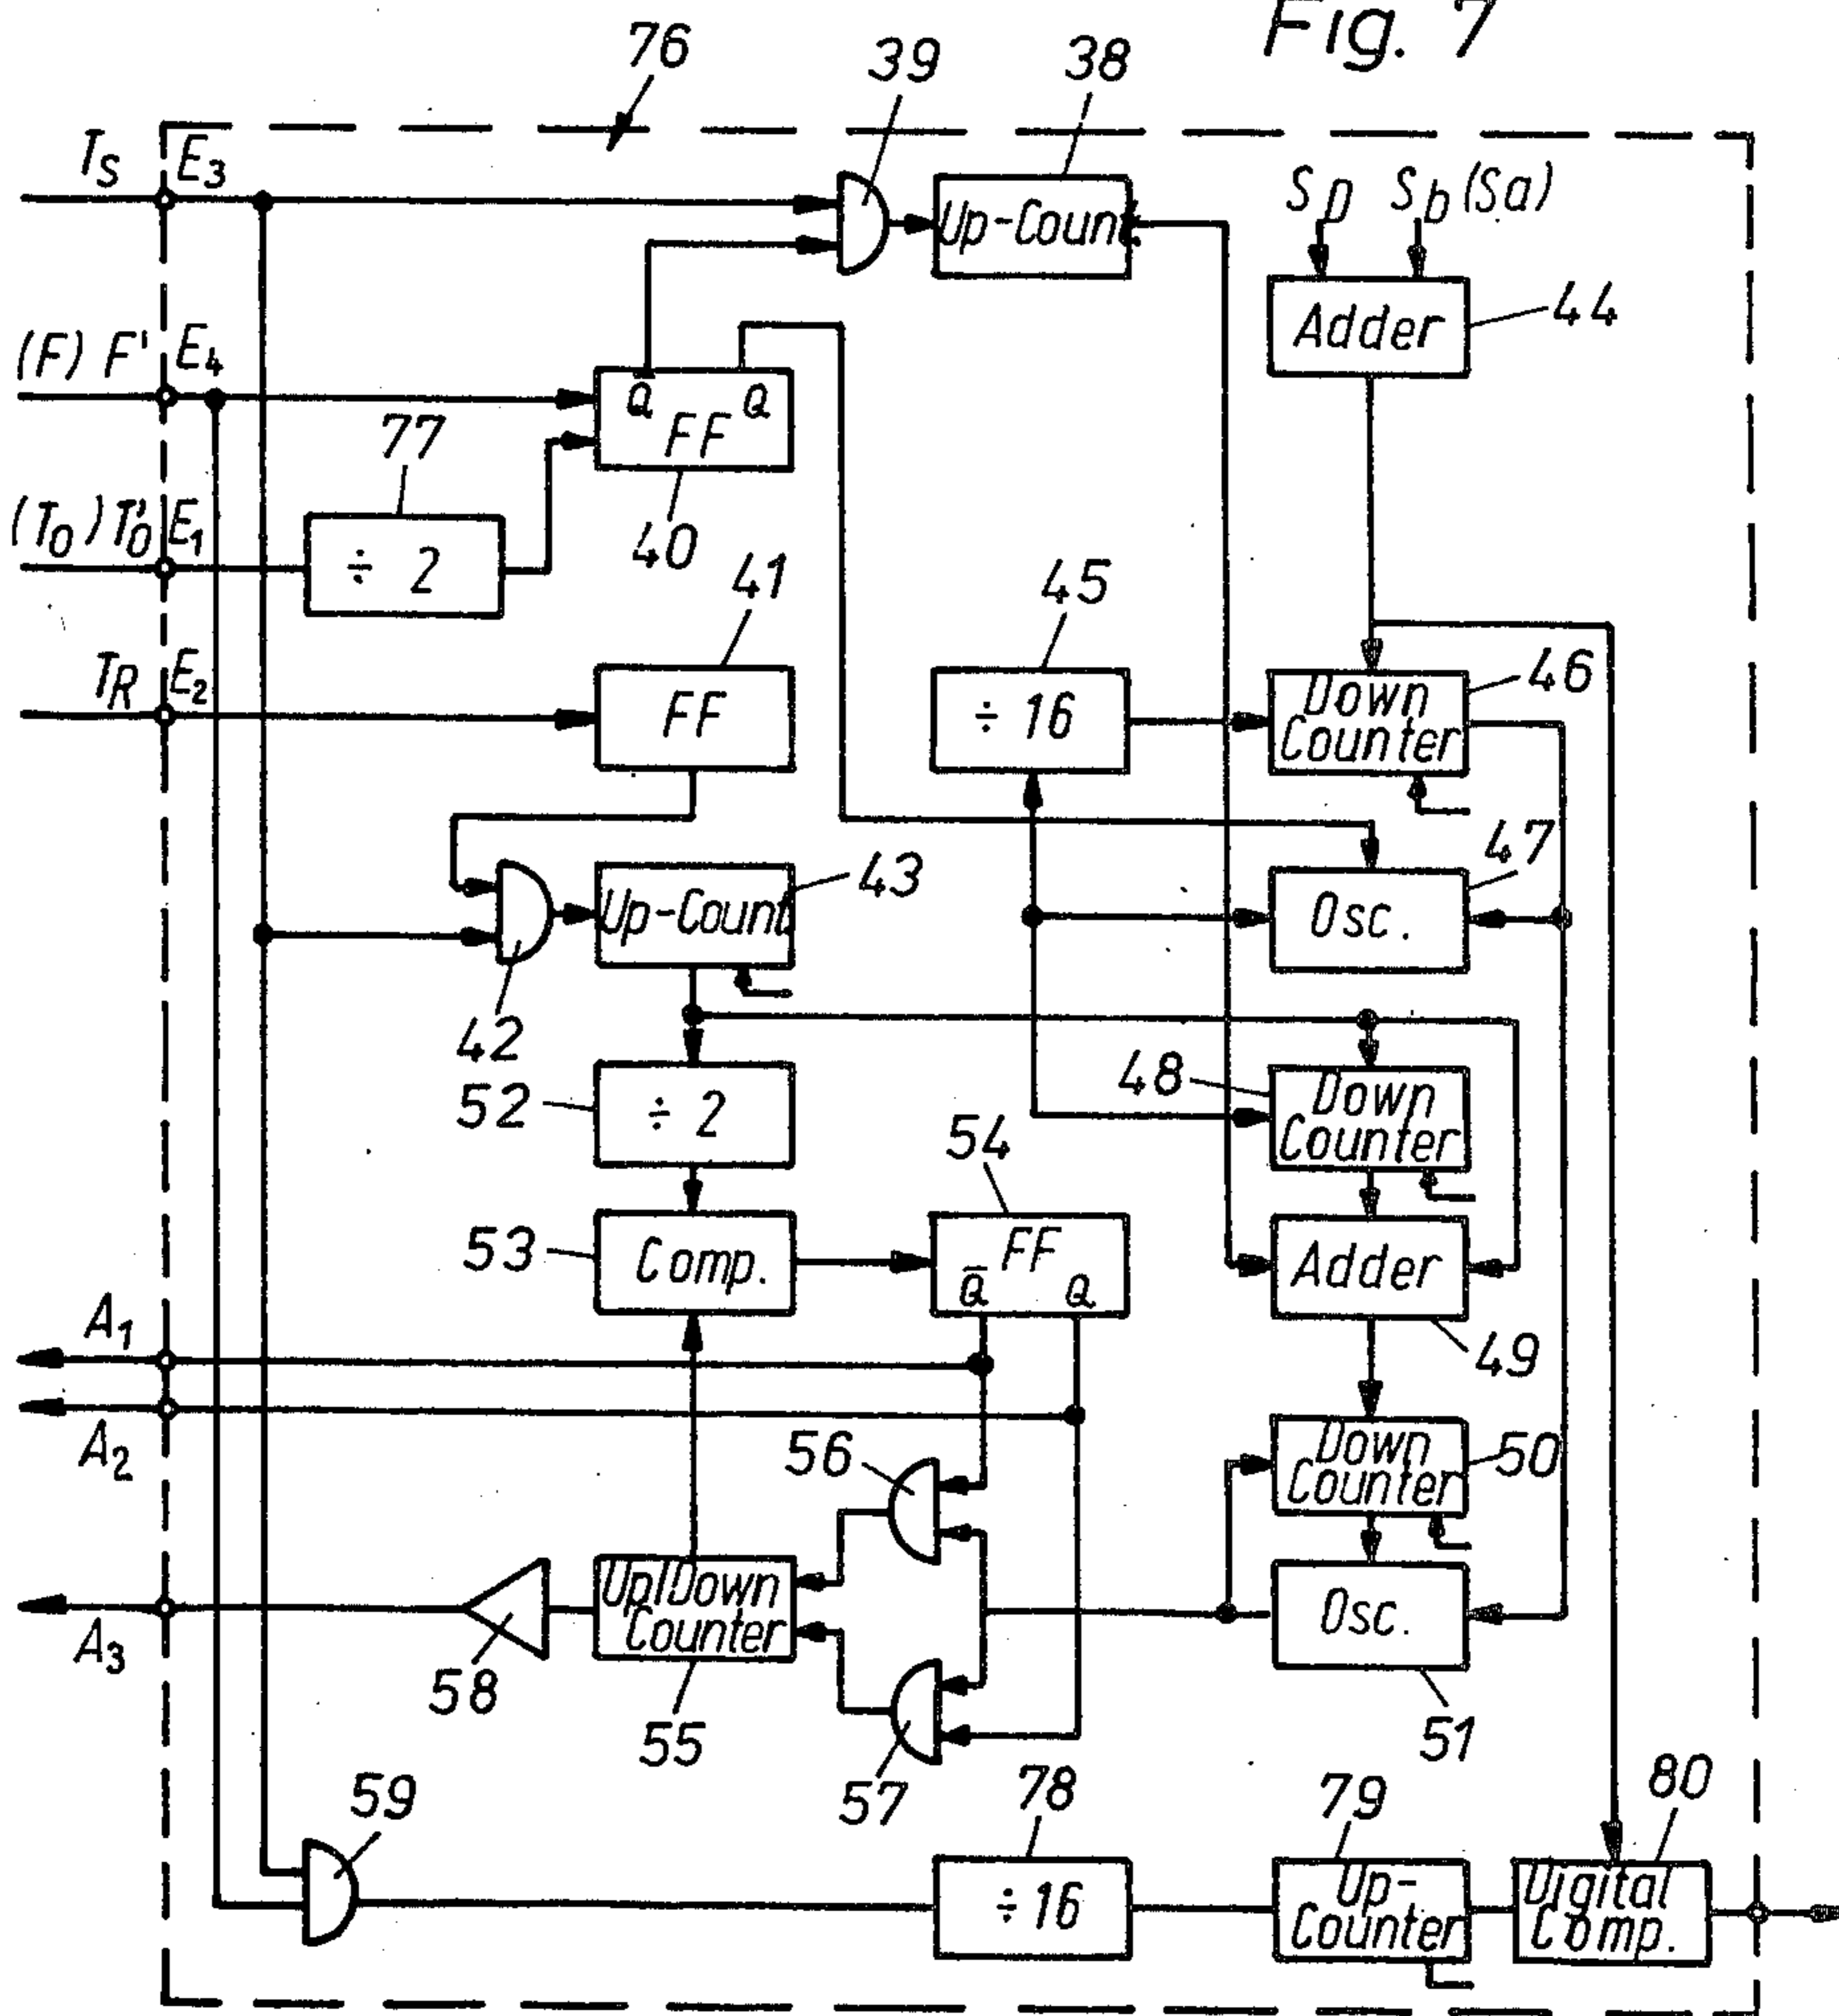 Fig. 7
76
39
38
T_S E_3
Up-Count
S_D S_b (Sa)
Adder
44
(F) F' E_4
Q̄ Q
FF
40
77
(T_0) T'_0 E_1
÷ 2
41
45
T_R E_2
FF
÷ 16
Down
Counter
46
47
Osc.
Up-Count
43
42
52
÷ 2
48
Down
Counter
54
53
Comp.
FF
Q̄ Q
Adder
49
A_1
A_2
56
Down
Counter
50
Up/Down
Counter
Osc.
A_3
58
55
57
51
59
78
79
80
÷16
Up-
Counter
Digital
Comp.